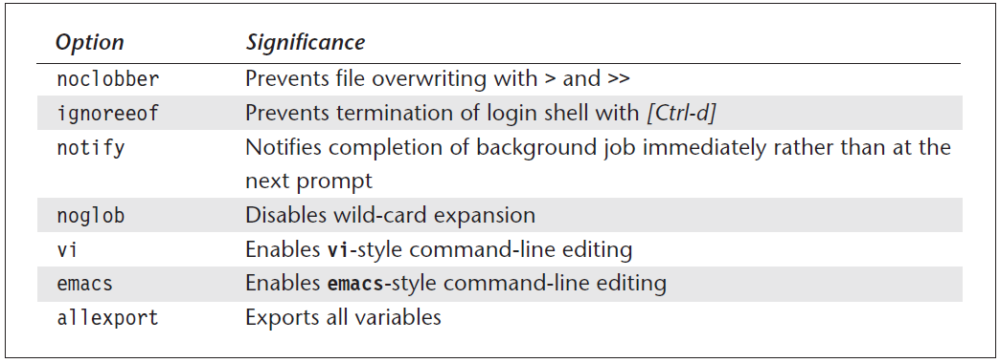 Option Significance
noclobber Prevents file overwriting with > and >>
ignoreeof Prevents termination of login shell with [Ctrl-d]
notify Notifies completion of background job immediately rather than at the
next prompt
noglob Disables wild-card expansion
vi Enables vi-style command-line editing
emacs Enables emacs-style command-line editing
allexport Exports all variables